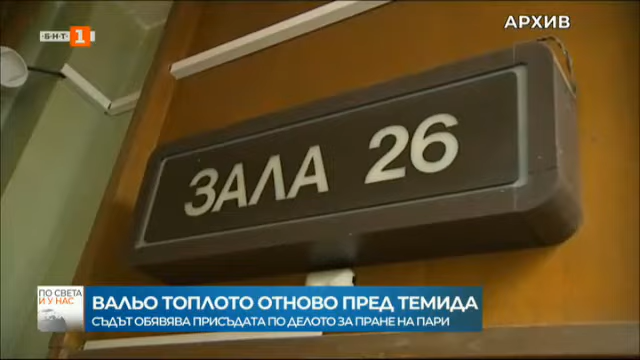 БНТ 1
АРХИВ
ЗАЛА 26
ПО СВЕТА
И У НАС
ВАЛЬО ТОПЛОТО ОТНОВО ПРЕД ТЕМИДА
СЪДЪТ ОБЯВЯВА ПРИСЪДАТА ПО ДЕЛОТО ЗА ПРАНЕ НА ПАРИ